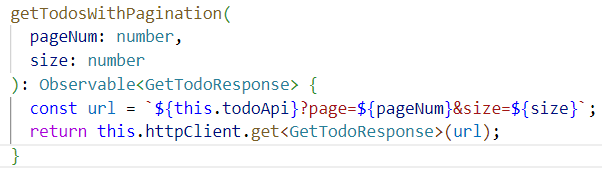 getTodosWithPagination(
  pageNum: number,
  size: number
): Observable<GetTodoResponse> {
  const url = `${this.todoApi}?page=${pageNum}&size=${size}`;
  return this.httpClient.get<GetTodoResponse>(url);
}